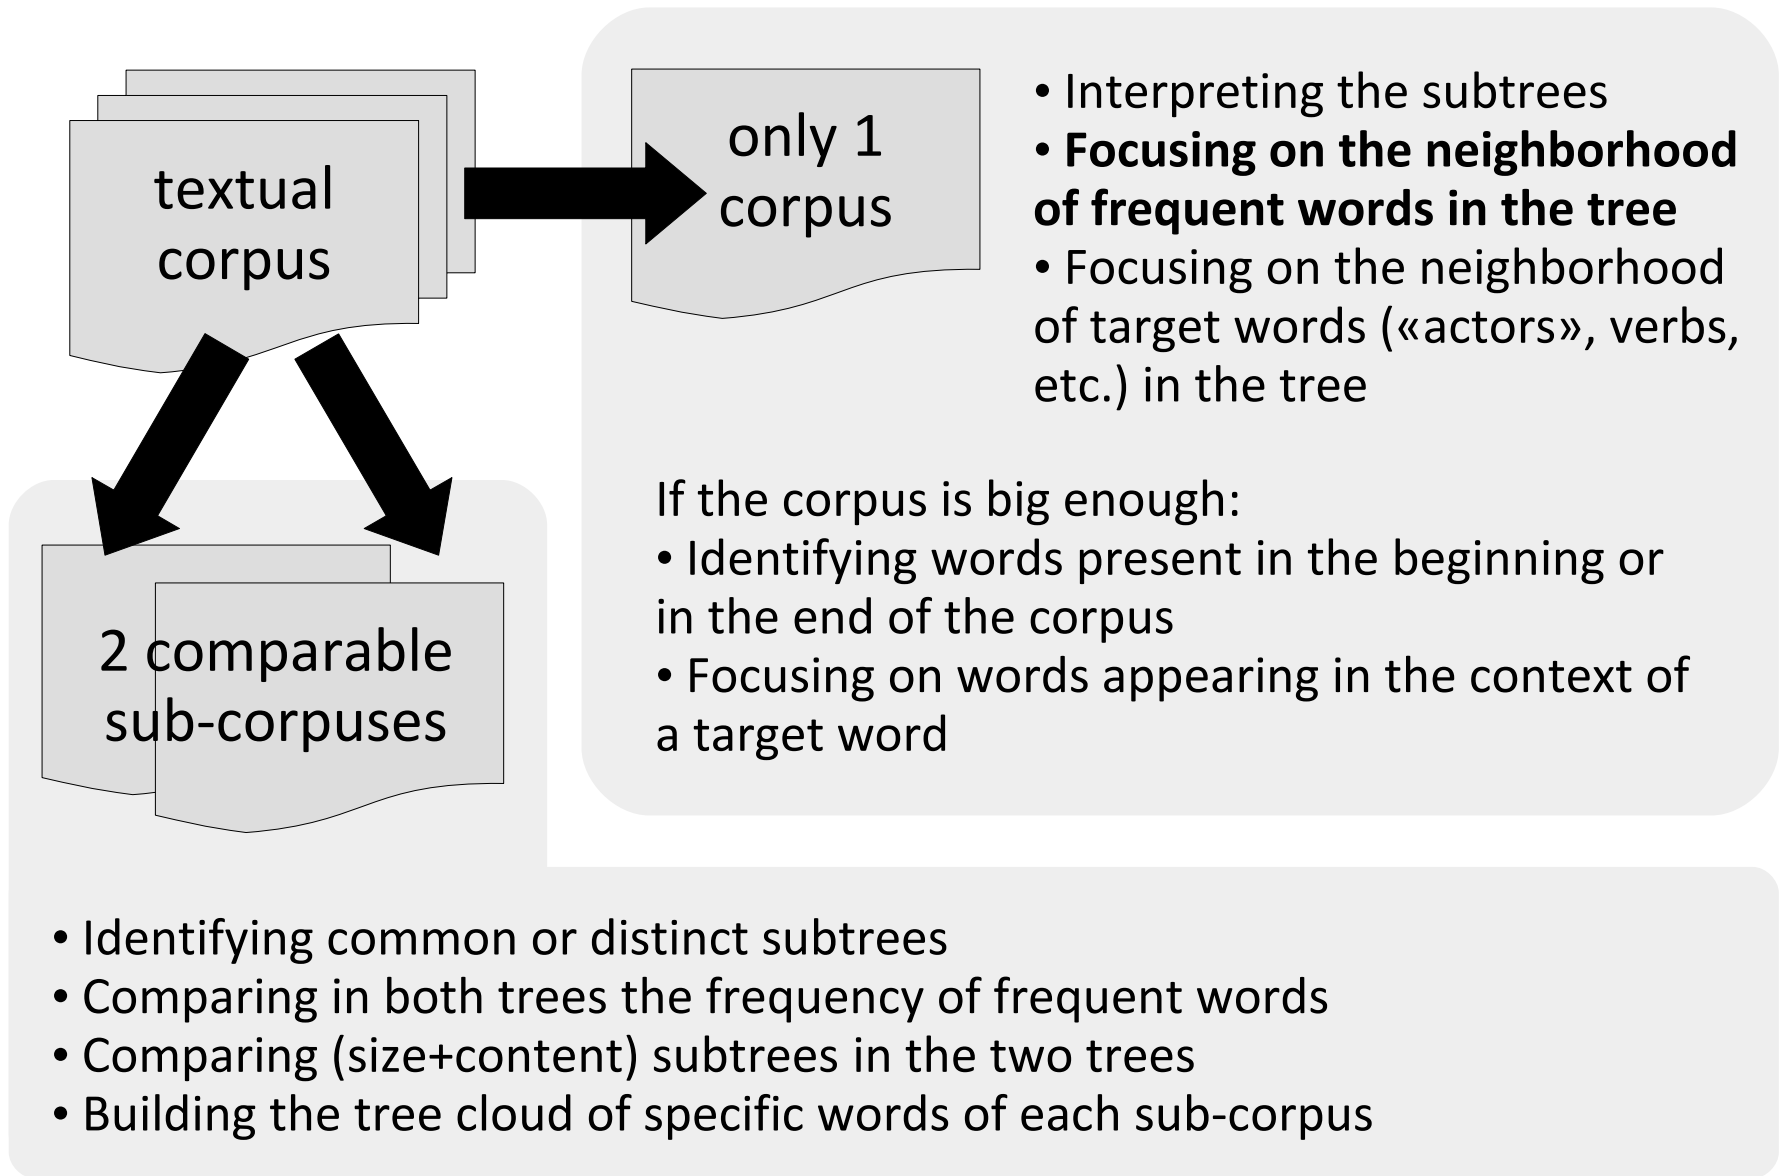 textual
corpus
only 1
corpus
• Interpreting the subtrees
• Focusing on the neighborhood
of frequent words in the tree
• Focusing on the neighborhood
of target words («actors», verbs,
etc.) in the tree
If the corpus is big enough:
• Identifying words present in the beginning or
in the end of the corpus
• Focusing on words appearing in the context of
a target word
2 comparable
sub-corpuses
• Identifying common or distinct subtrees
• Comparing in both trees the frequency of frequent words
• Comparing (size+content) subtrees in the two trees
• Building the tree cloud of specific words of each sub-corpus